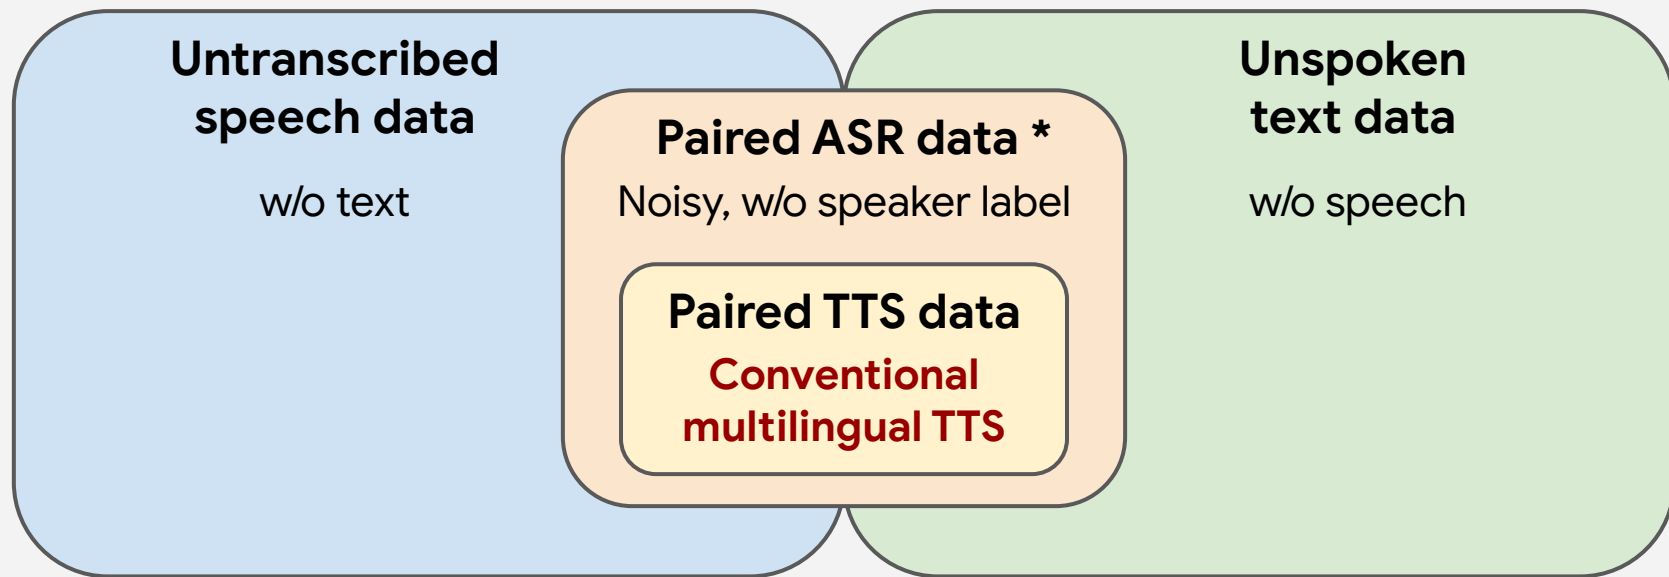 Untranscribed
speech data
w/o text
Paired ASR data *
Noisy, w/o speaker label
Paired TTS data
Conventional
multilingual TTS
Unspoken
text data
w/o speech